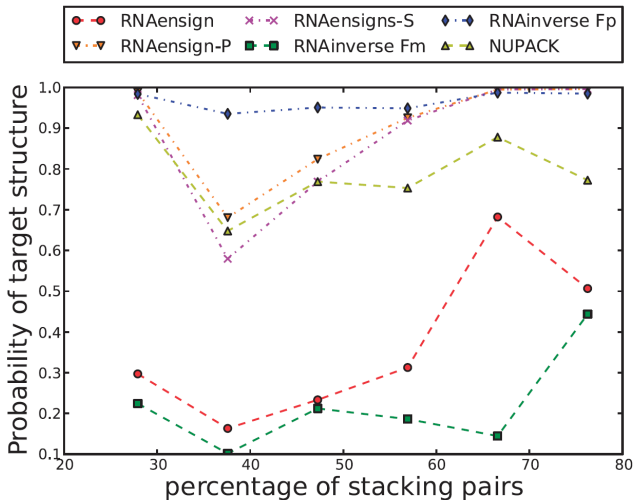 RNAensign RNAensigns-S RNAinverse Fp
RNAensign-P RNAinverse Fm NUPACK
Probability of target structure
1.0
0.9
0.8
0.7
0.6
0.5
0.4
0.3
0.2
0.1
20 30 40 50 60 70 80
percentage of stacking pairs